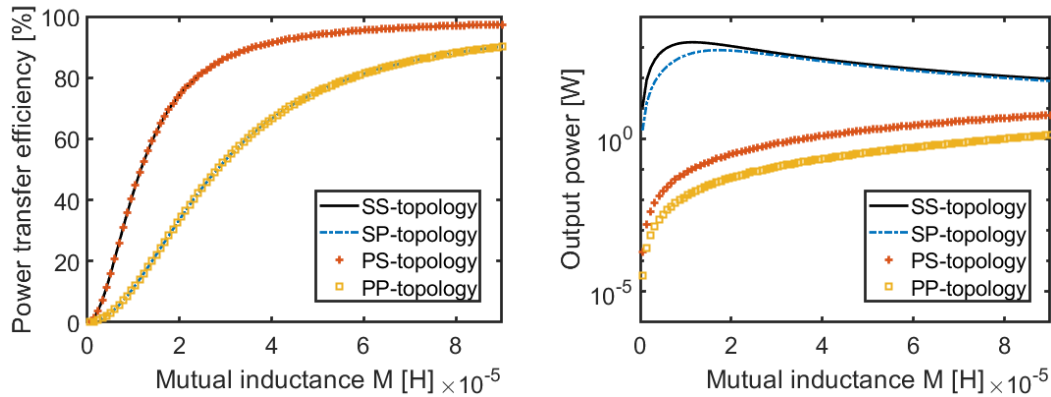 Power transfer efficiency [%]
100
80
60
40
20
0
0
2
4
6
8
Mutual inductance M [H]
×10⁻⁵
SS-topology
SP-topology
PS-topology
PP-topology
Output power [W]
10⁰
10⁻⁵
0
2
4
6
8
Mutual inductance M [H]
×10⁻⁵
SS-topology
SP-topology
PS-topology
PP-topology